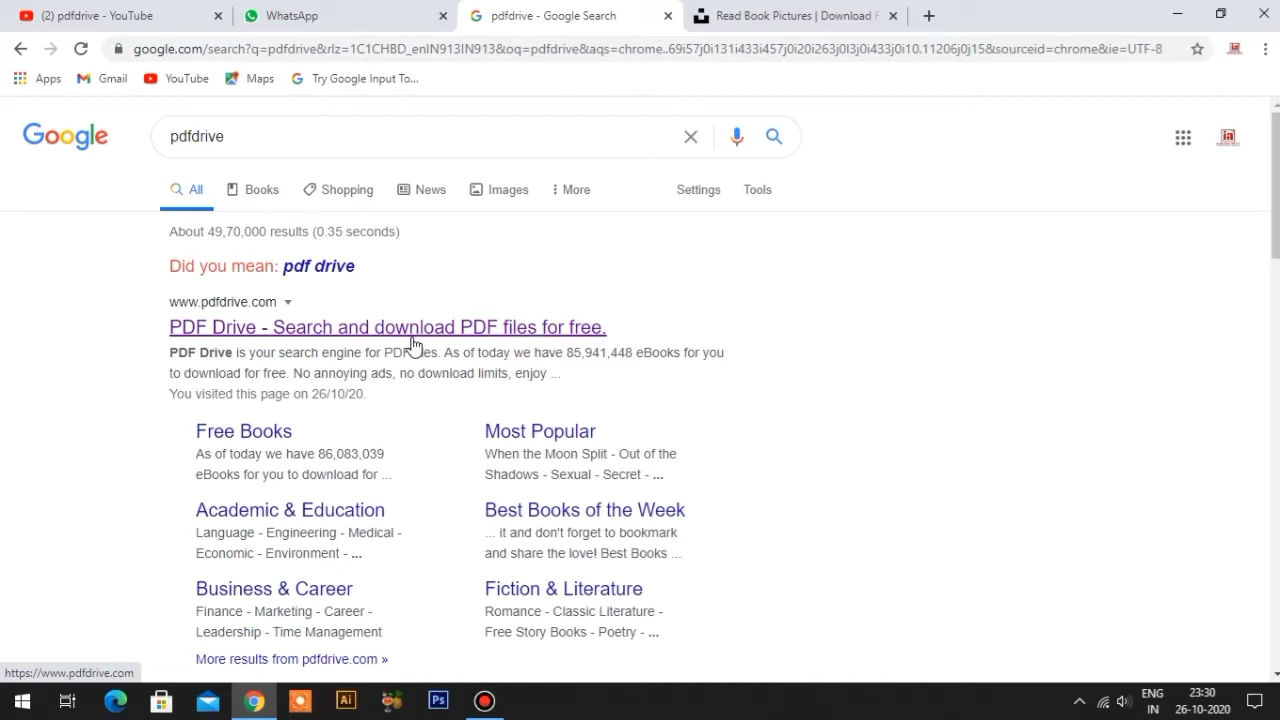 (2) pdfdrive - YouTube
WhatsApp
pdfdrive - Google Search
Read Book Pictures | Download F
google.com/search?q=pdfdrive&rlz=1C1CHBD_enIN913IN913&oq=pdfdrive&aqs=chrome..69i57j0i131i433i457j0i20i263j0l3j0i433j0i10.11206j0j15&sourceid=chrome&ie=UTF-8
Apps
Gmail
YouTube
Maps
Try Google Input To...
Google
pdfdrive
All
Books
Shopping
News
Images
More
Settings
Tools
About 49,70,000 results (0.35 seconds)
Did you mean: pdf drive
www.pdfdrive.com
PDF Drive - Search and download PDF files for free.
PDF Drive is your search engine for PDF files. As of today we have 85,941,448 eBooks for you
to download for free. No annoying ads, no download limits, enjoy ...
You visited this page on 26/10/20.
Free Books
As of today we have 86,083,039
eBooks for you to download for ...
Most Popular
When the Moon Split - Out of the
Shadows - Sexual - Secret - ...
Academic & Education
Language - Engineering - Medical -
Economic - Environment - ...
Best Books of the Week
... it and don't forget to bookmark
and share the love! Best Books ...
Business & Career
Finance - Marketing - Career -
Leadership - Time Management
Fiction & Literature
Romance - Classic Literature -
Free Story Books - Poetry - ...
More results from pdfdrive.com »
https://www.pdfdrive.com
Ai
Ps
ENG
IN
23:30
26-10-2020